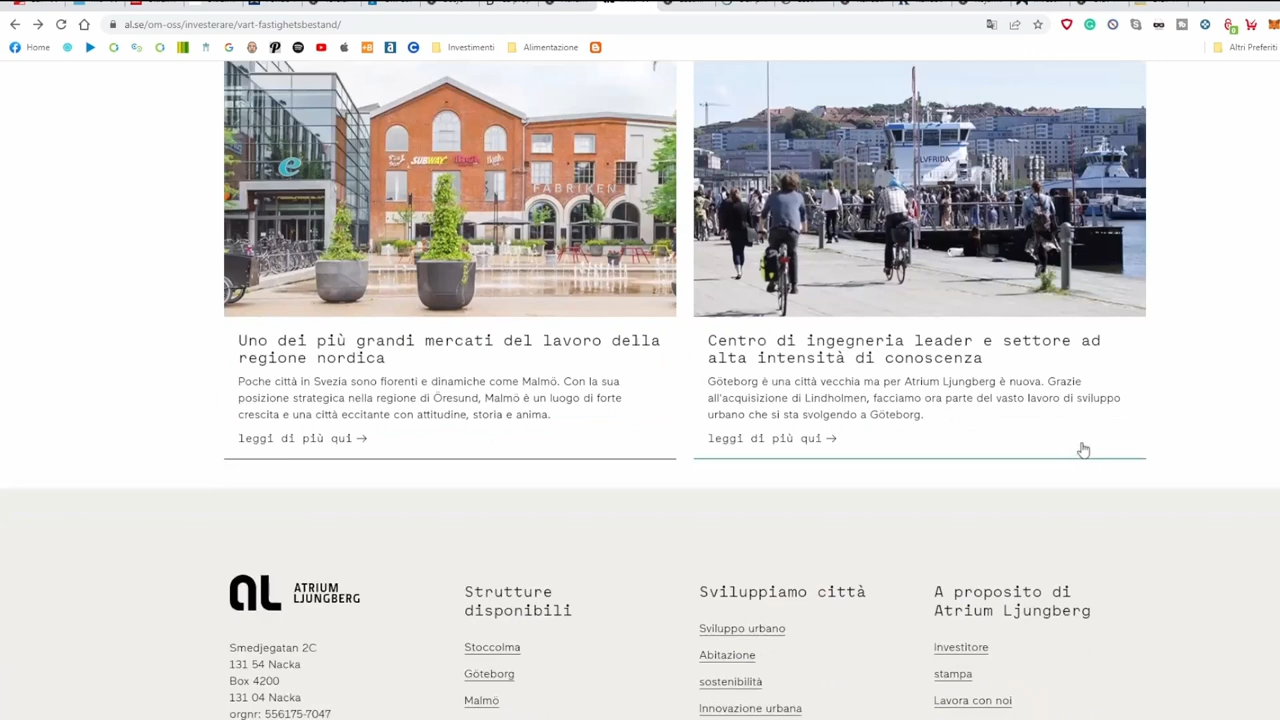 al.se/om-oss/investerare/vart-fastighetsbestand/
Home
Investimenti
Alimentazione
Altri Preferiti
SUBWAY
FABRIKEN
ELVFRIDA
Uno dei più grandi mercati del lavoro della
regione nordica
Poche città in Svezia sono fiorenti e dinamiche come Malmö. Con la sua
posizione strategica nella regione di Öresund, Malmö è un luogo di forte
crescita e una città eccitante con attitudine, storia e anima.
leggi di più qui →
Centro di ingegneria leader e settore ad
alta intensità di conoscenza
Göteborg è una città vecchia ma per Atrium Ljungberg è nuova. Grazie
all'acquisizione di Lindholmen, facciamo ora parte del vasto lavoro di sviluppo
urbano che si sta svolgendo a Göteborg.
leggi di più qui →
aL ATRIUM
LJUNGBERG
Smedjegatan 2C
131 54 Nacka
Box 4200
131 04 Nacka
orgnr: 556175-7047
Strutture
disponibili
Stoccolma
Göteborg
Malmö
Sviluppiamo città
Sviluppo urbano
Abitazione
sostenibilità
Innovazione urbana
A proposito di
Atrium Ljungberg
Investitore
stampa
Lavora con noi